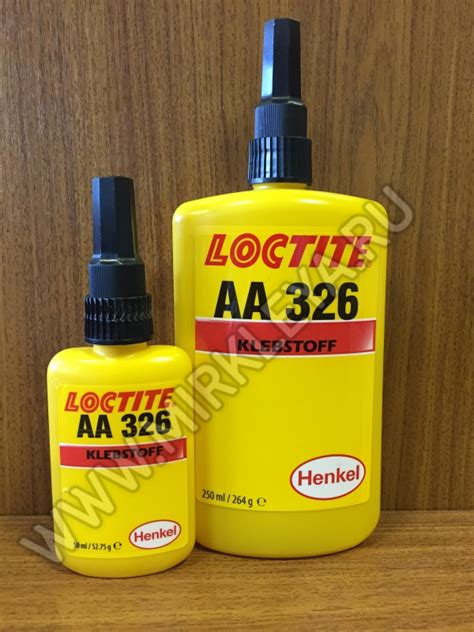 LOCTITE
AA 326
KLEBSTOFF
Henkel
50 ml / 52.75 g ℮
LOCTITE®
AA 326
KLEBSTOFF
Henkel
250 ml / 264 g ℮
WWW.MIRKLEYA.RU